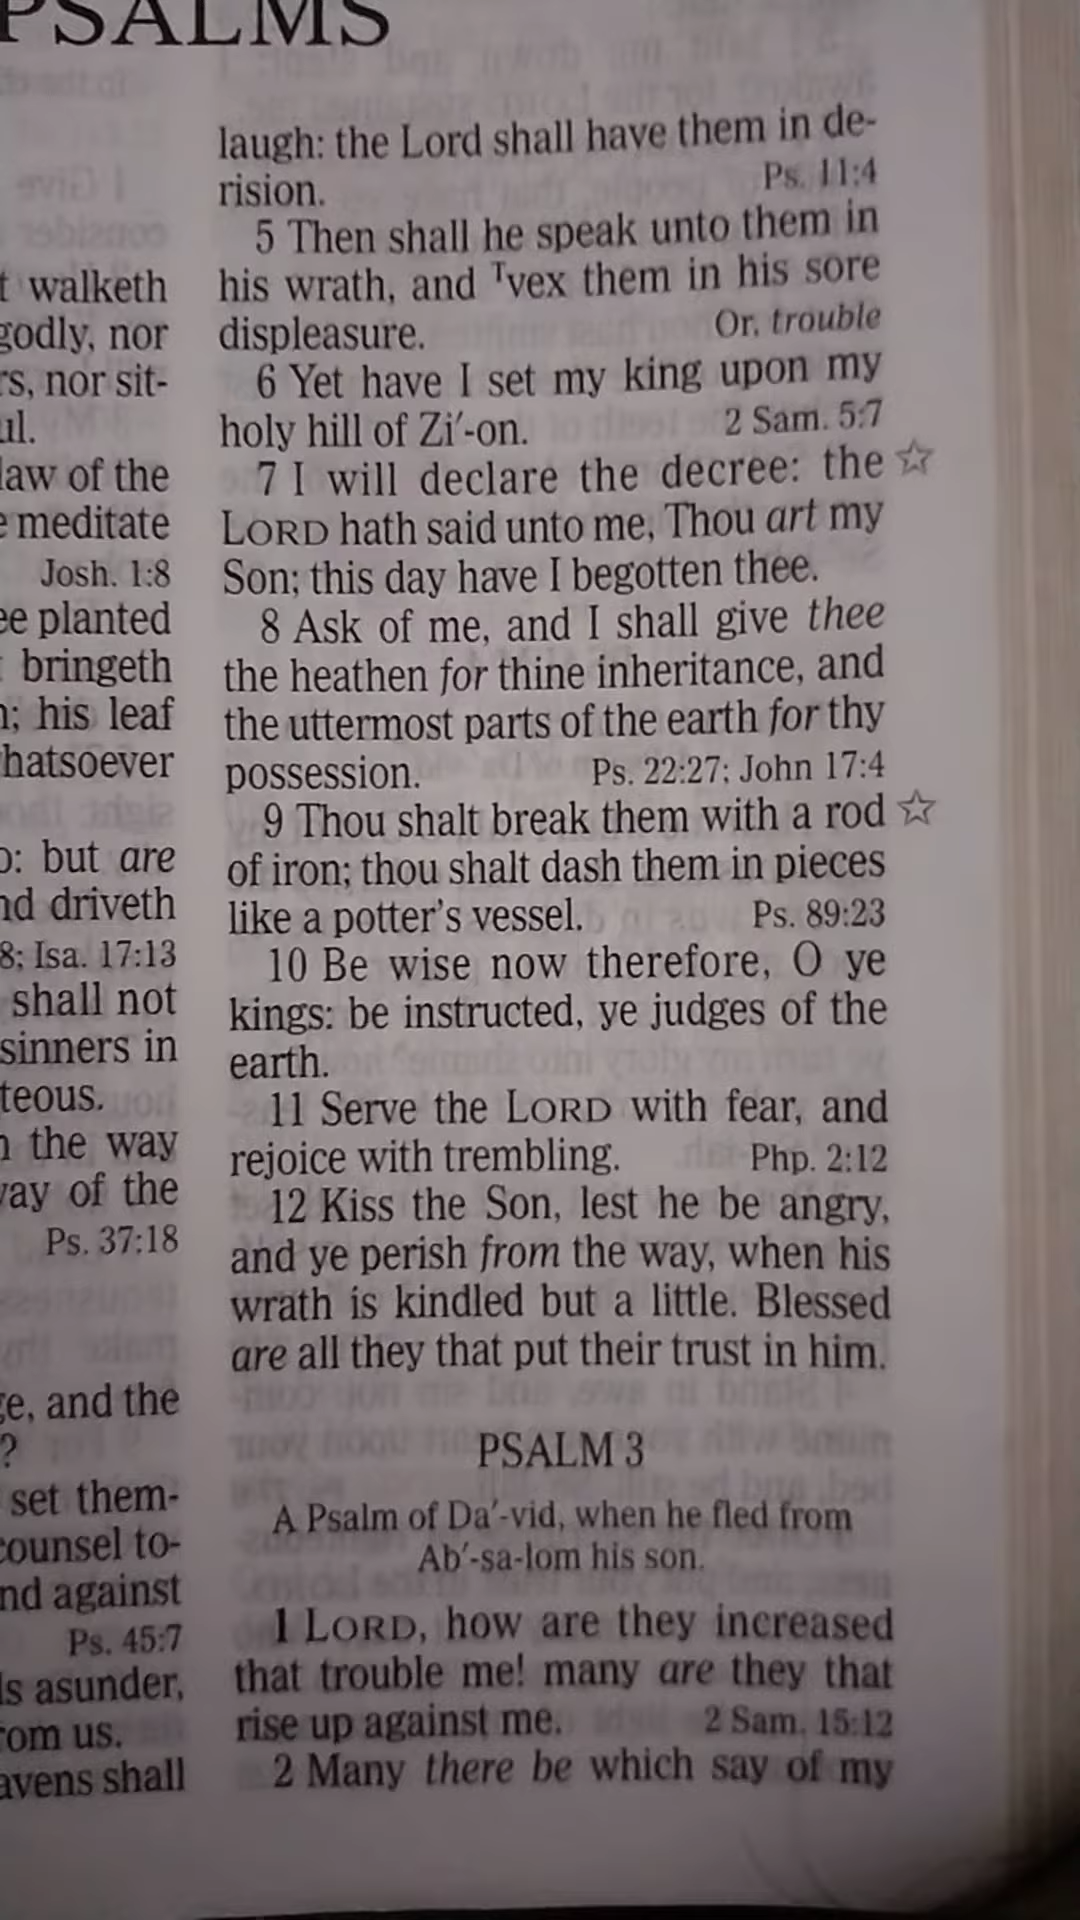 PSALMS
t walketh
godly, nor
rs, nor sit-
ul.
law of the
e meditate
Josh. 1:8
ee planted
bringeth
n; his leaf
hatsoever
o: but are
nd driveth
8; Isa. 17:13
shall not
sinners in
teous.
n the way
way of the
Ps. 37:18
ge, and the
?
set them-
counsel to-
nd against
Ps. 45:7
ds asunder,
rom us.
avens shall
laugh: the Lord shall have them in de-
rision. Ps. 11:4
5 Then shall he speak unto them in
his wrath, and ᵀvex them in his sore
displeasure. Or, trouble
6 Yet have I set my king upon my
holy hill of Zi′-on. 2 Sam. 5:7
7 I will declare the decree: the ☆
LORD hath said unto me, Thou art my
Son; this day have I begotten thee.
8 Ask of me, and I shall give thee
the heathen for thine inheritance, and
the uttermost parts of the earth for thy
possession. Ps. 22:27; John 17:4
9 Thou shalt break them with a rod ☆
of iron; thou shalt dash them in pieces
like a potter's vessel. Ps. 89:23
10 Be wise now therefore, O ye
kings: be instructed, ye judges of the
earth.
11 Serve the LORD with fear, and
rejoice with trembling. Php. 2:12
12 Kiss the Son, lest he be angry,
and ye perish from the way, when his
wrath is kindled but a little. Blessed
are all they that put their trust in him.
PSALM 3
A Psalm of Da′-vid, when he fled from
Ab′-sa-lom his son.
1 LORD, how are they increased
that trouble me! many are they that
rise up against me. 2 Sam. 15:12
2 Many there be which say of my